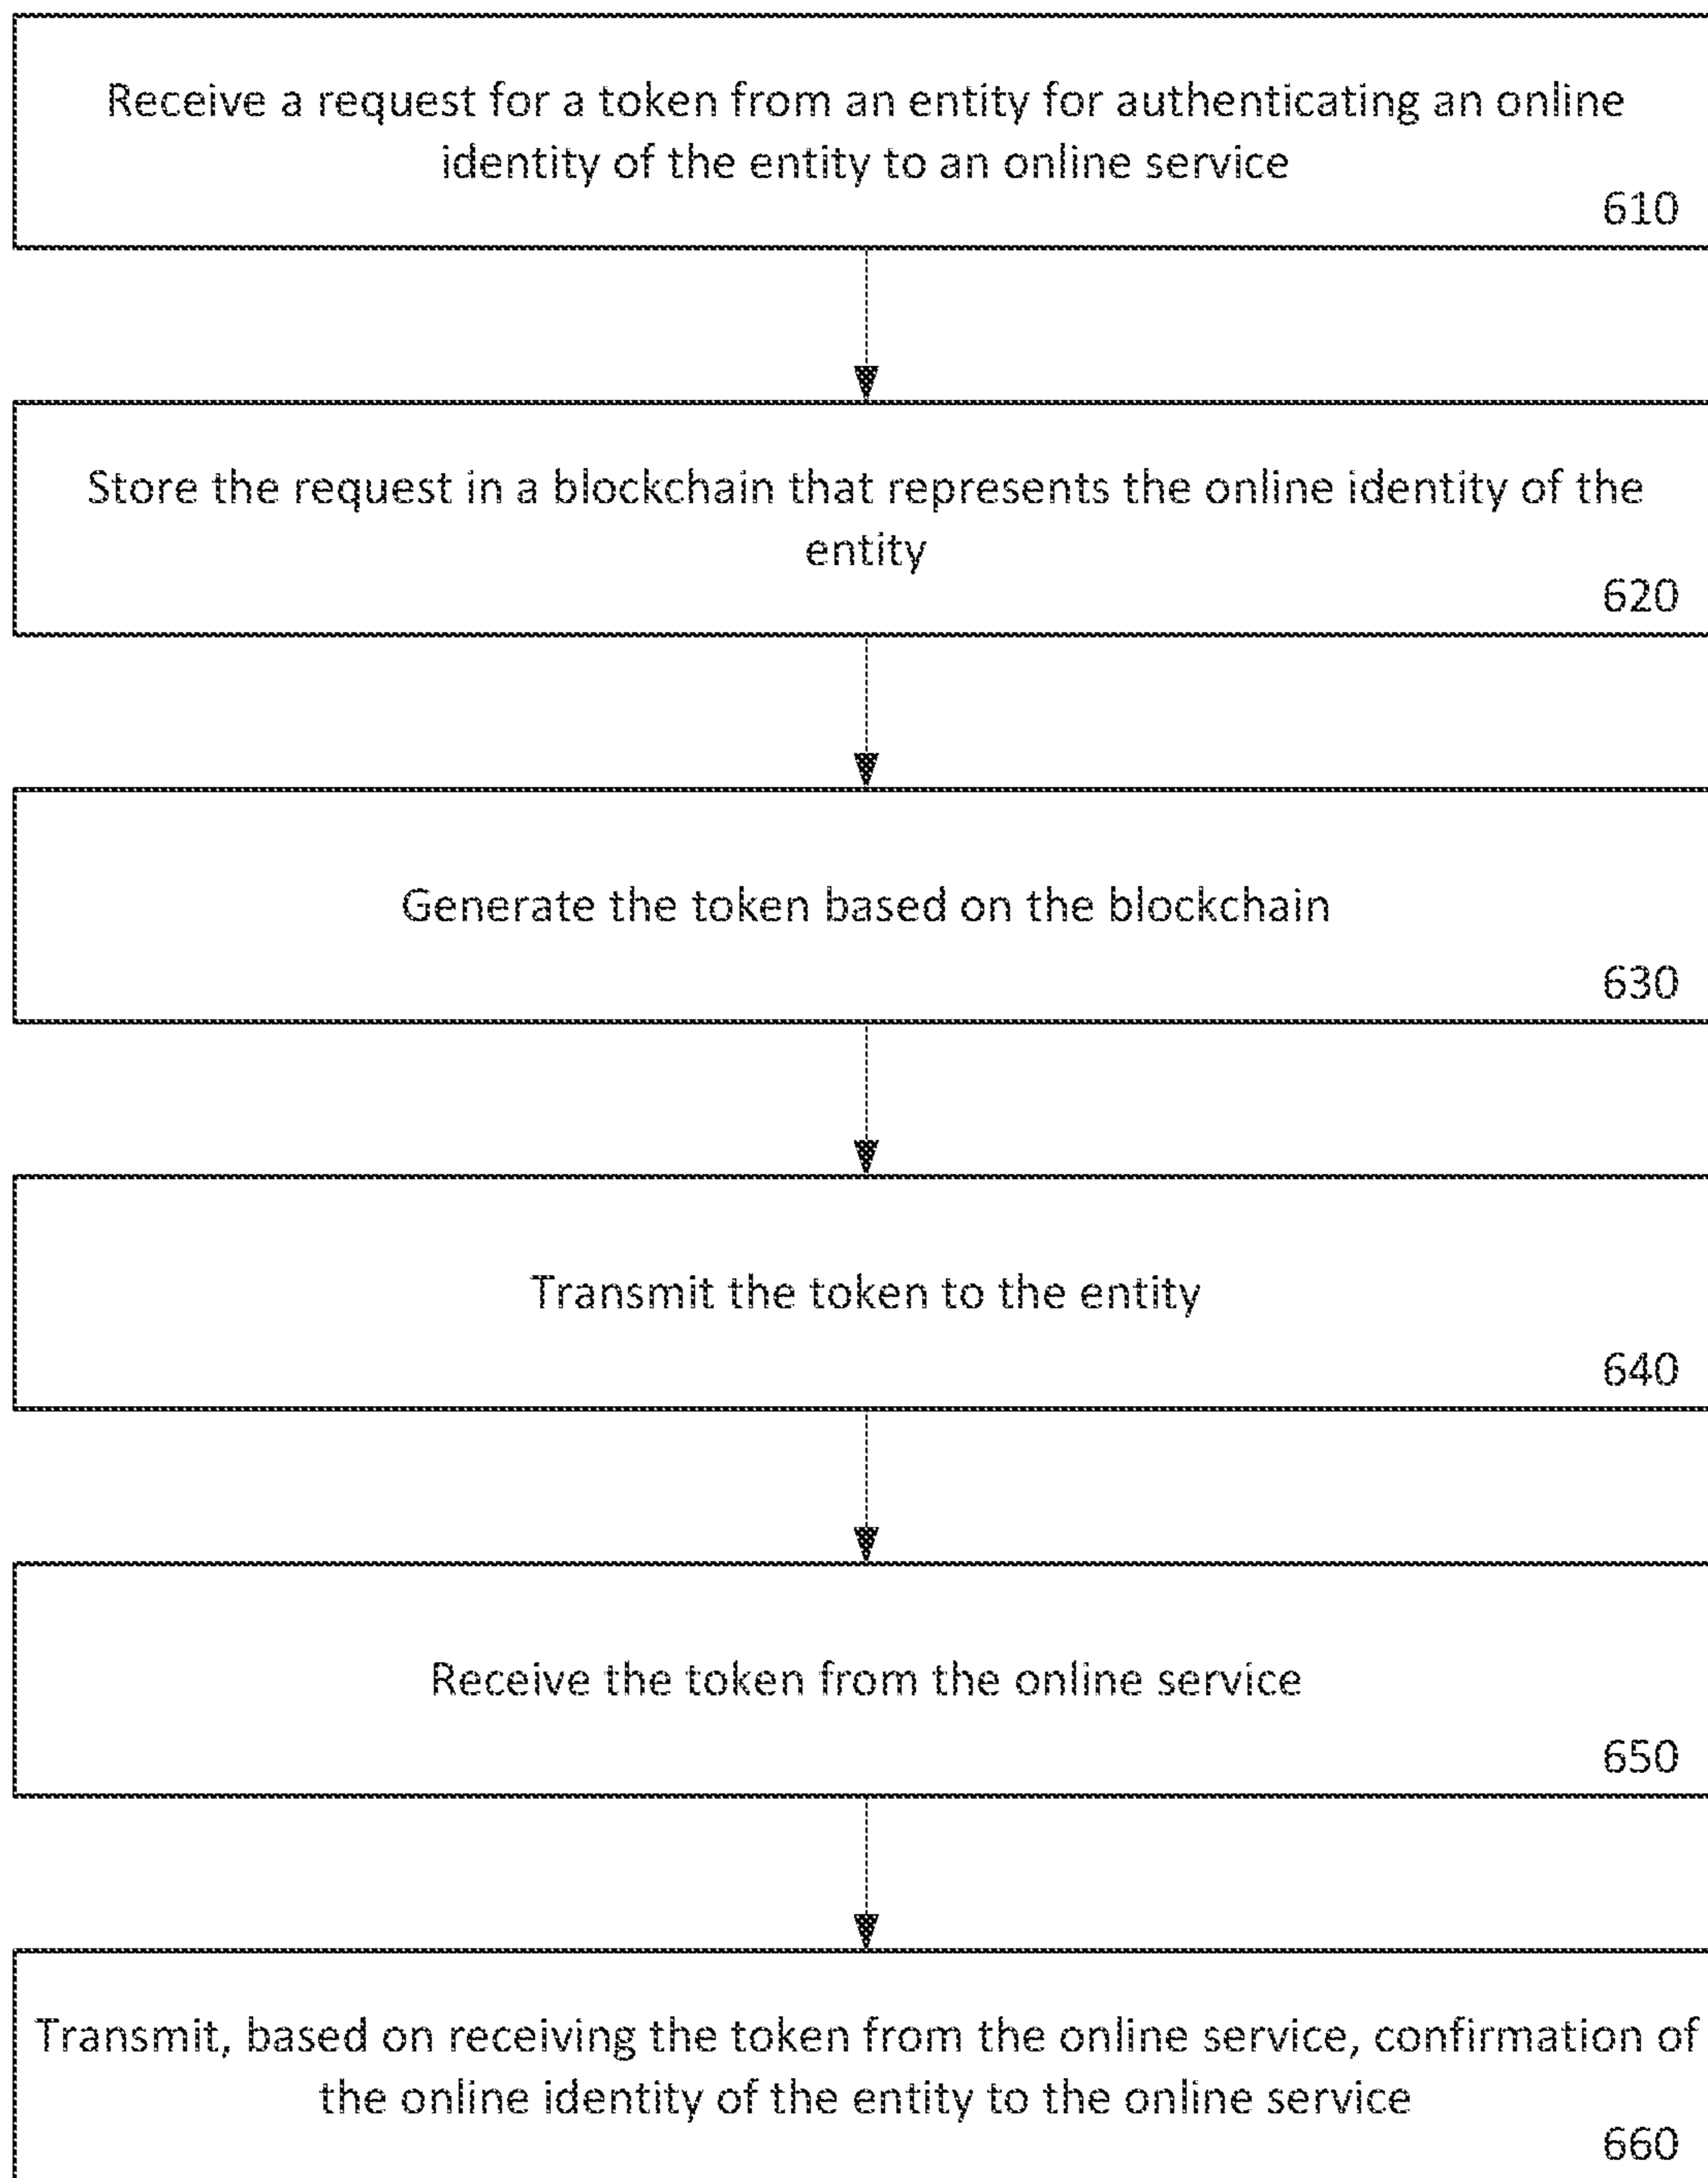 Receive a request for a token from an entity for authenticating an online
identity of the entity to an online service
610
Store the request in a blockchain that represents the online identity of the
entity
620
Generate the token based on the blockchain
630
Transmit the token to the entity
640
Receive the token from the online service
650
Transmit, based on receiving the token from the online service, confirmation of
the online identity of the entity to the online service
660